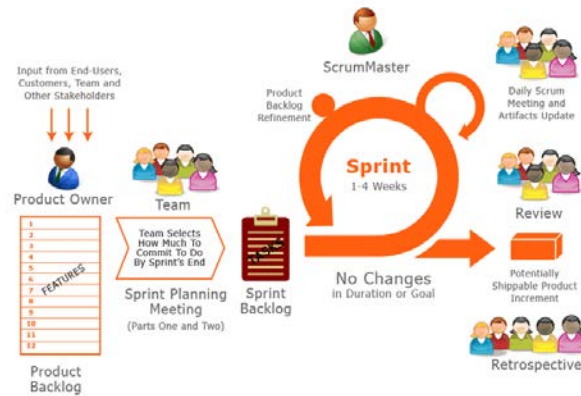 Input from End-Users,
Customers, Team and
Other Stakeholders
Product Owner
Team
1
2
3
4
5
6
7
8
9
10
11
12
FEATURES
Product
Backlog
Team Selects
How Much To
Commit To Do
By Sprint's End
Sprint Planning
Meeting
(Parts One and Two)
Sprint
Backlog
ScrumMaster
Product
Backlog
Refinement
Sprint
1-4 Weeks
No Changes
in Duration or Goal
Daily Scrum
Meeting and
Artifacts Update
Review
Potentially
Shippable Product
Increment
Retrospective